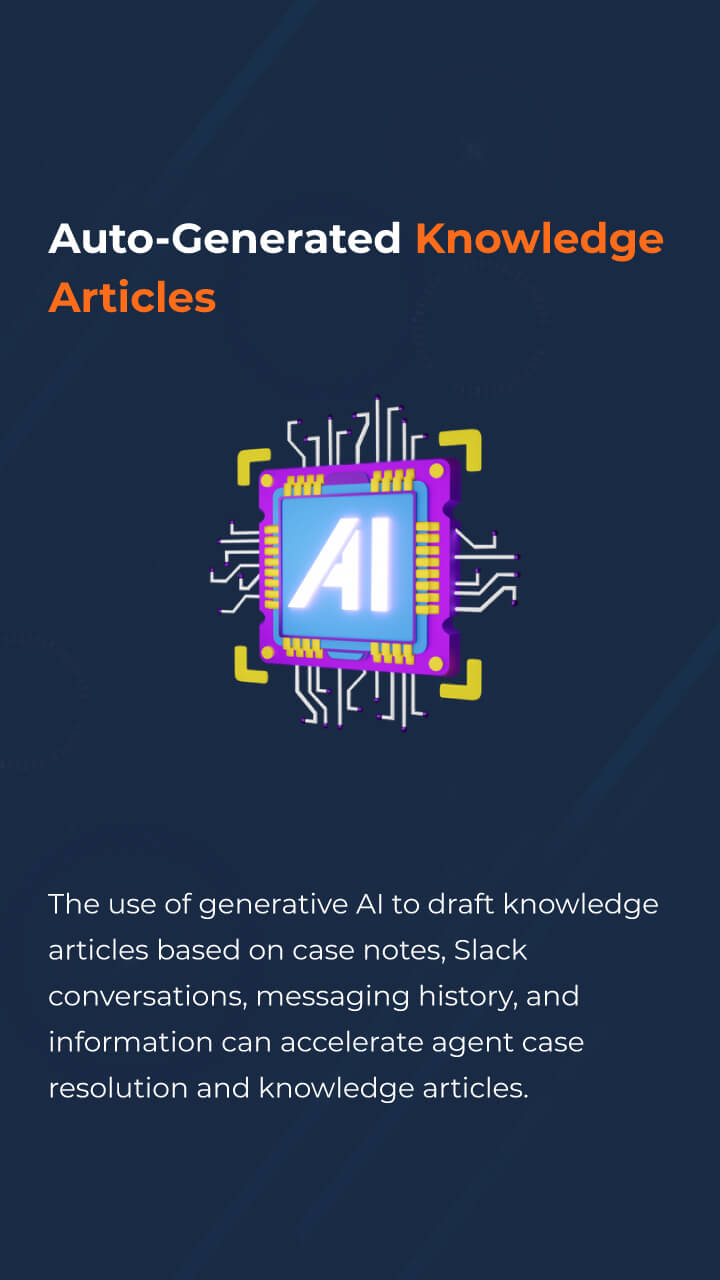 Auto-Generated Knowledge
Articles
AI
The use of generative AI to draft knowledge
articles based on case notes, Slack
conversations, messaging history, and
information can accelerate agent case
resolution and knowledge articles.